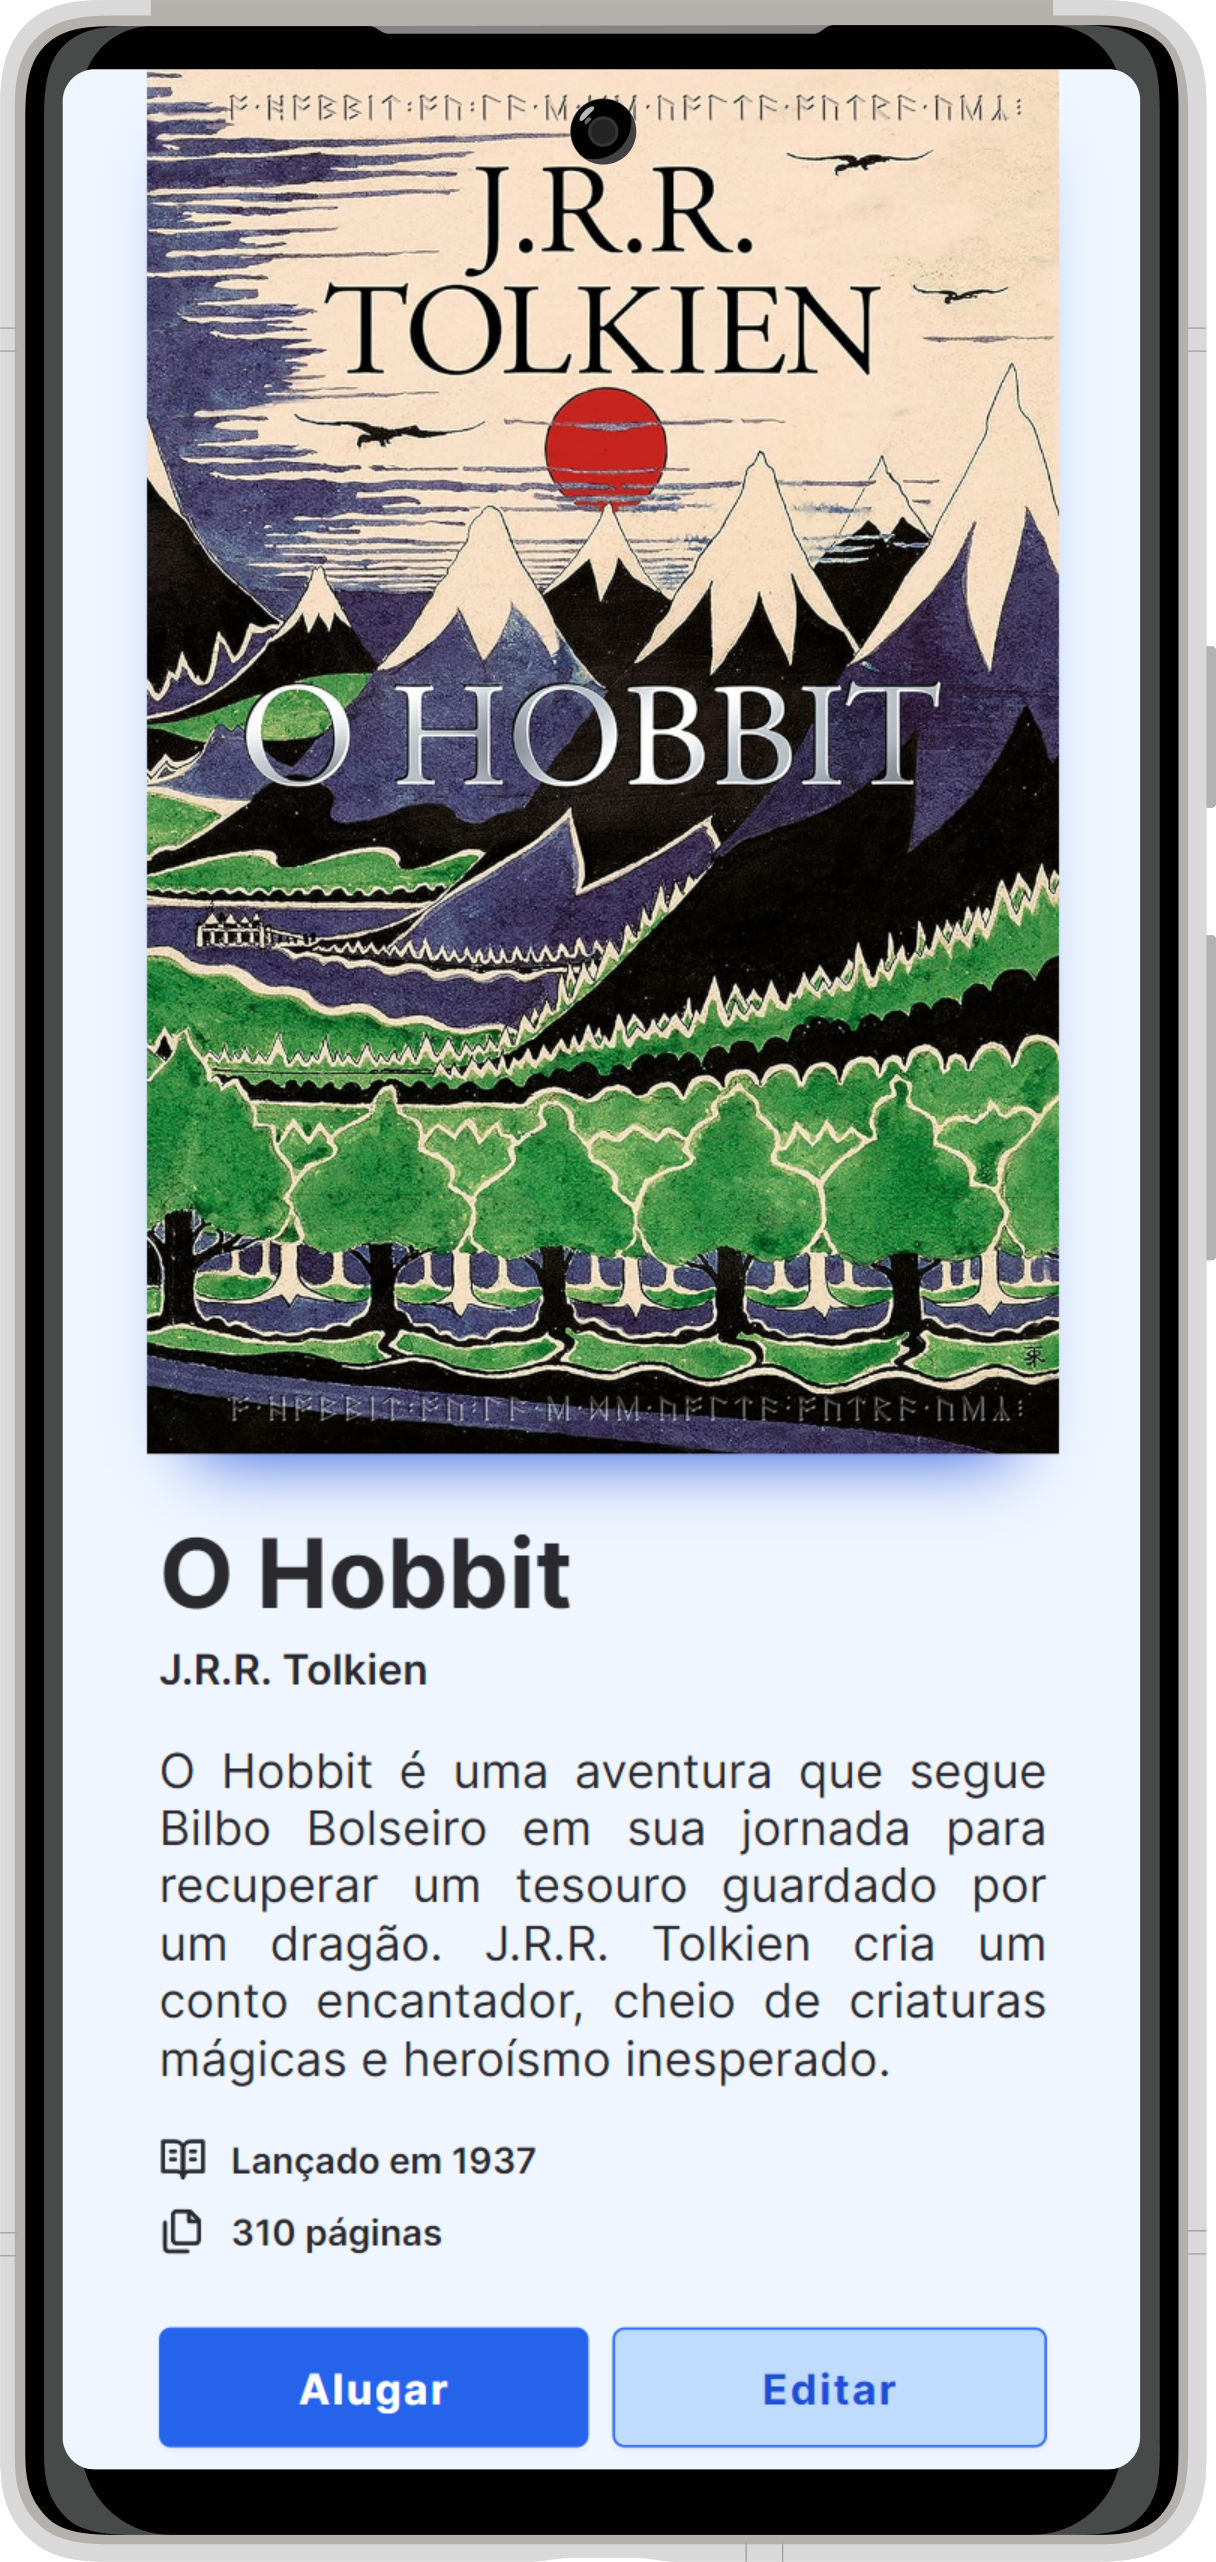 J.R.R.
TOLKIEN
O HOBBIT
O Hobbit
J.R.R. Tolkien
O Hobbit é uma aventura que segue
Bilbo Bolseiro em sua jornada para
recuperar um tesouro guardado por
um dragão. J.R.R. Tolkien cria um
conto encantador, cheio de criaturas
mágicas e heroísmo inesperado.
Lançado em 1937
310 páginas
Alugar
Editar